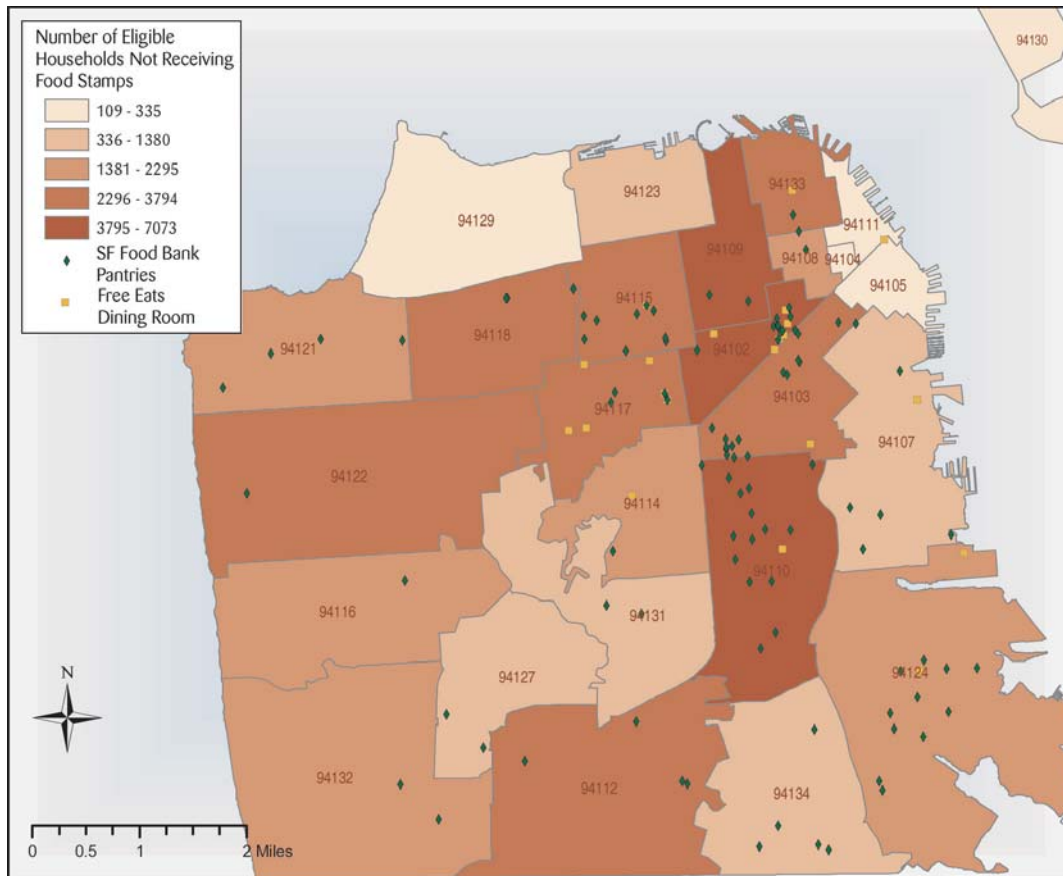 Number of Eligible
Households Not Receiving
Food Stamps
109 - 335
336 - 1380
1381 - 2295
2296 - 3794
3795 - 7073
SF Food Bank
Pantries
Free Eats
Dining Room
94130
94123
94133
94129
94111
94109
94108
94104
94105
94115
94118
94121
94102
94117
94103
94107
94122
94114
94110
94116
94131
94127
94124
N
94132
94112
94134
0 0.5 1 2 Miles